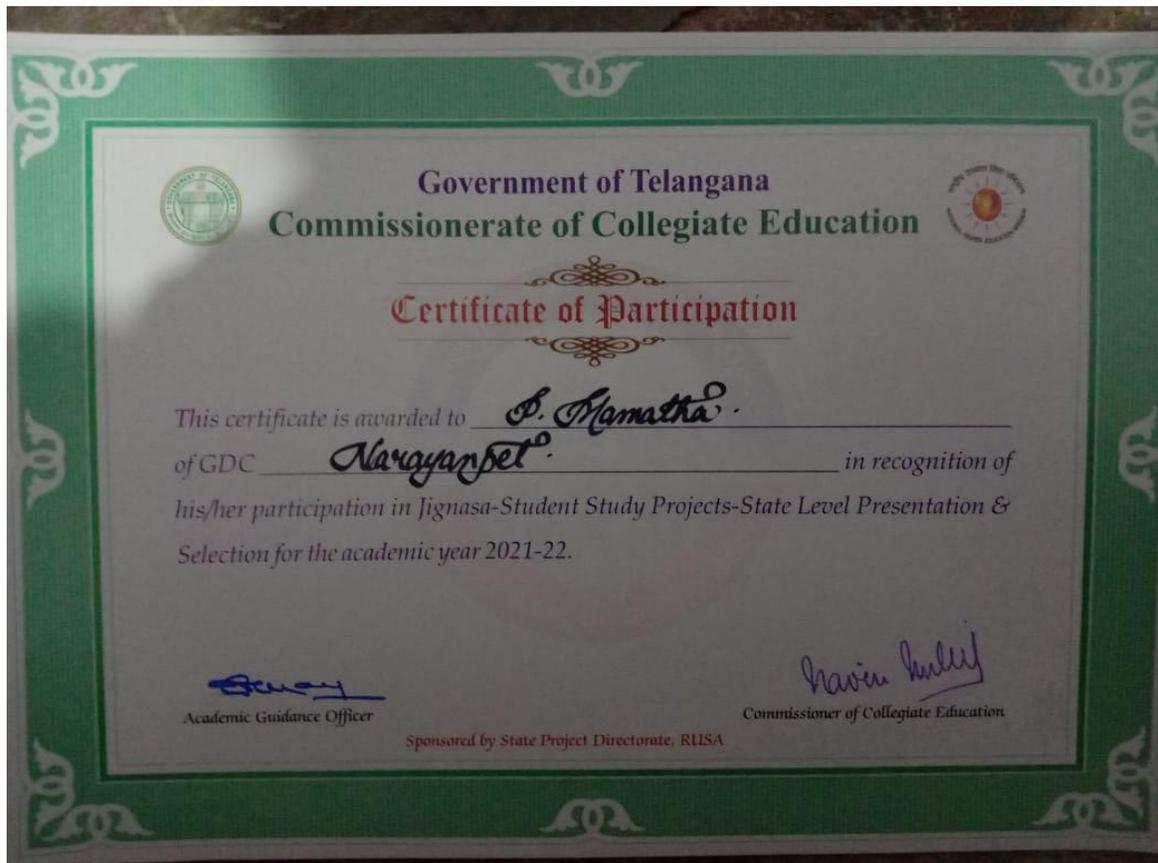 Government of Telangana
Commissionerate of Collegiate Education
Certificate of Participation
This certificate is awarded to P. Mamatha.
of GDC Narayanpet. in recognition of
his/her participation in Jignasa-Student Study Projects-State Level Presentation &
Selection for the academic year 2021-22.
Academic Guidance Officer
Commissioner of Collegiate Education
Sponsored by State Project Directorate, RUSA